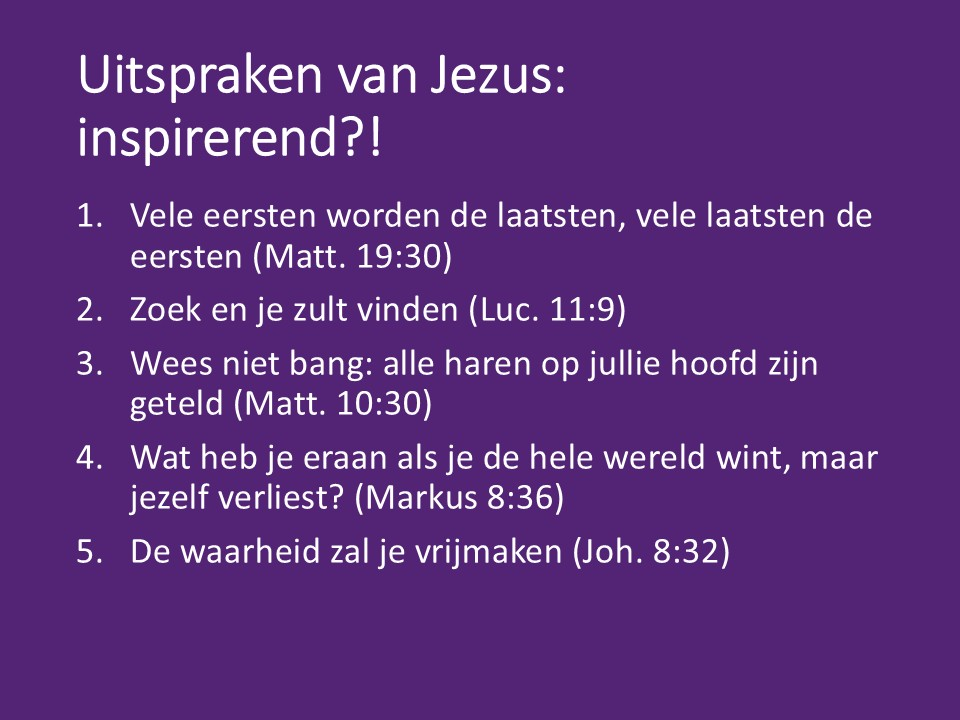 Uitspraken van Jezus:
inspirerend?!
1. Vele eersten worden de laatsten, vele laatsten de
eersten (Matt. 19:30)
2. Zoek en je zult vinden (Luc. 11:9)
3. Wees niet bang: alle haren op jullie hoofd zijn
geteld (Matt. 10:30)
4. Wat heb je eraan als je de hele wereld wint, maar
jezelf verliest? (Markus 8:36)
5. De waarheid zal je vrijmaken (Joh. 8:32)